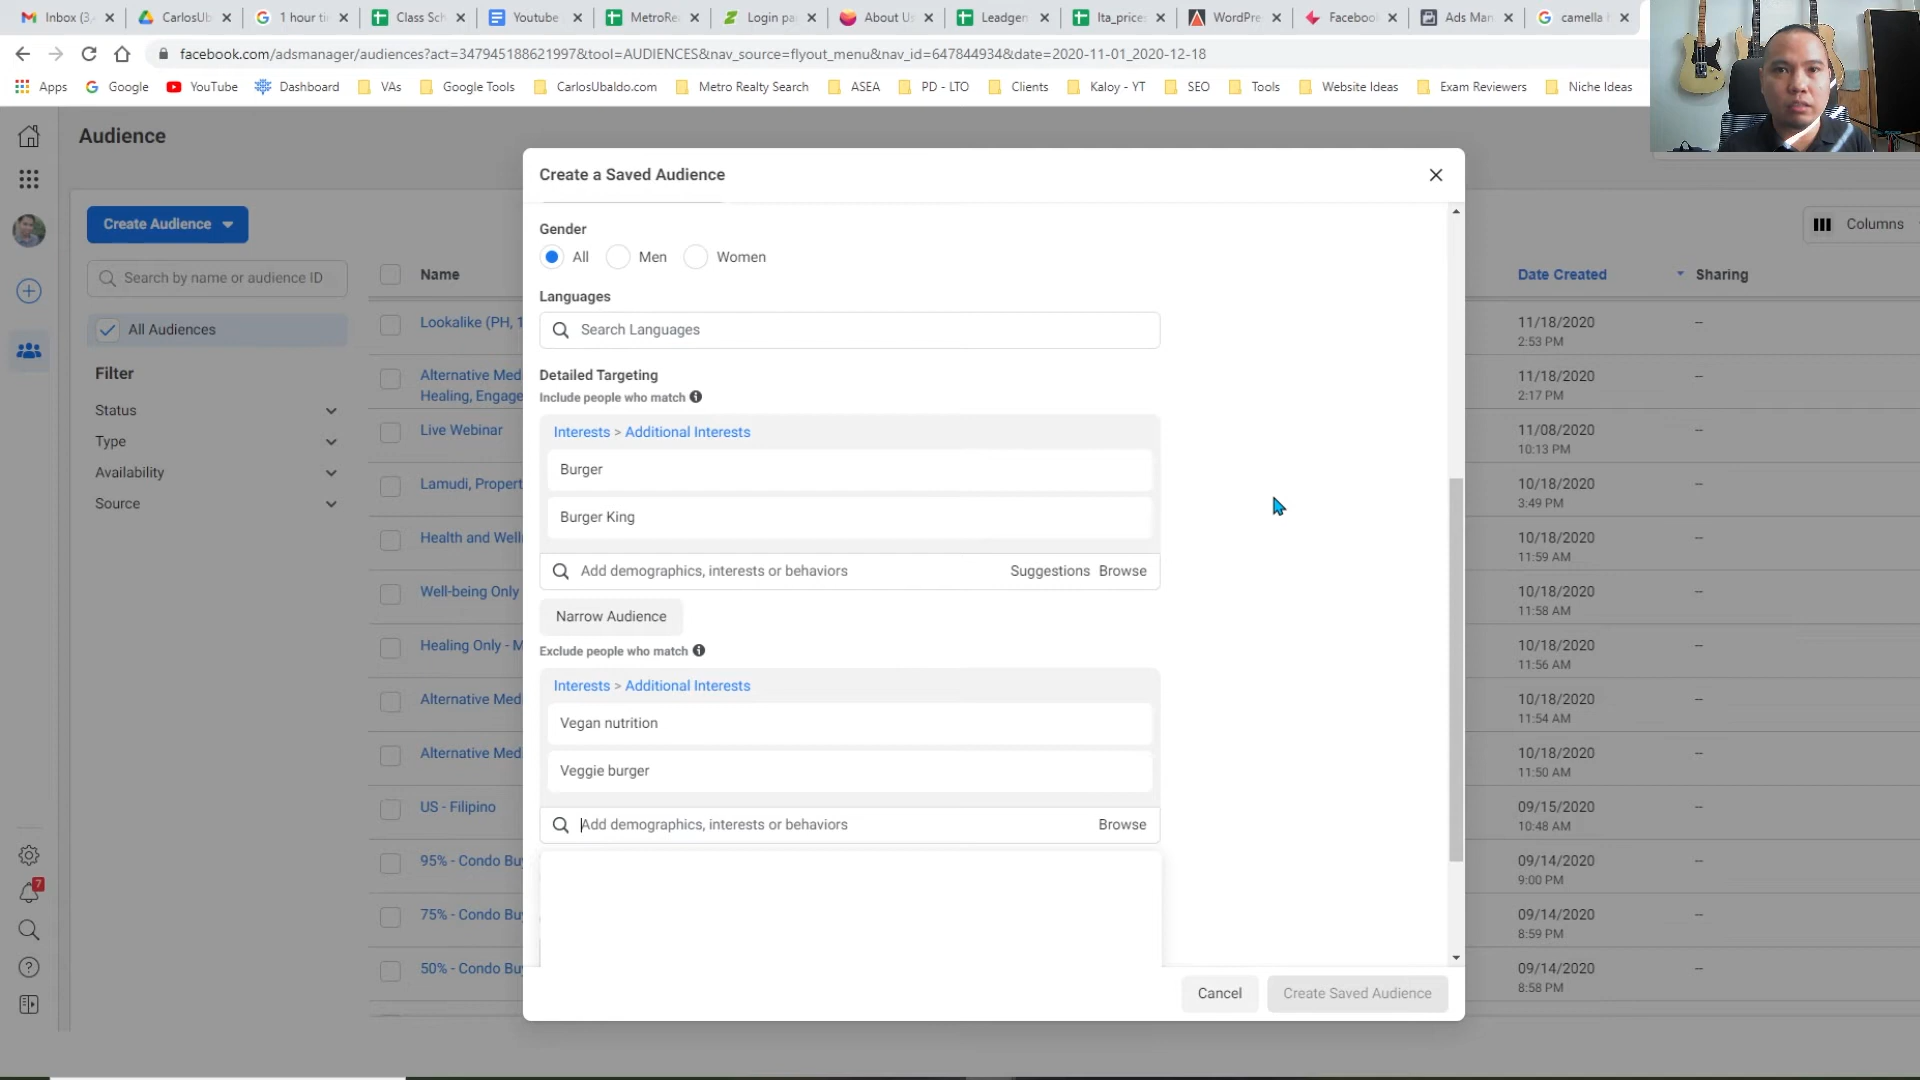 Inbox (3,
CarlosUb
1 hour ti
Class Sch
Youtube
MetroRe
Login pa
About Us
Leadgen
lta_price
WordPre
Faceboo
Ads Man
camella h
facebook.com/adsmanager/audiences?act=347945188621997&tool=AUDIENCES&nav_source=flyout_menu&nav_id=647844934&date=2020-11-01_2020-12-18
Apps
Google
YouTube
Dashboard
VAs
Google Tools
CarlosUbaldo.com
Metro Realty Search
ASEA
PD - LTO
Clients
Kaloy - YT
SEO
Tools
Website Ideas
Exam Reviewers
Niche Ideas
Audience
Create Audience
Search by name or audience ID
All Audiences
Filter
Status
Type
Availability
Source
7
Name
Lookalike (PH, 1
Alternative Med
Healing, Engage
Live Webinar
Lamudi, Propert
Health and Well
Well-being Only
Healing Only - M
Alternative Med
Alternative Med
US - Filipino
95% - Condo Bu
75% - Condo Bu
50% - Condo Bu
Create a Saved Audience
Gender
All
Men
Women
Languages
Search Languages
Detailed Targeting
Include people who match
Interests > Additional Interests
Burger
Burger King
Add demographics, interests or behaviors
Suggestions
Browse
Narrow Audience
Exclude people who match
Interests > Additional Interests
Vegan nutrition
Veggie burger
Add demographics, interests or behaviors
Browse
Cancel
Create Saved Audience
Columns
Date Created
Sharing
11/18/2020
2:53 PM
--
11/18/2020
2:17 PM
--
11/08/2020
10:13 PM
--
10/18/2020
3:49 PM
--
10/18/2020
11:59 AM
--
10/18/2020
11:58 AM
--
10/18/2020
11:56 AM
--
10/18/2020
11:54 AM
--
10/18/2020
11:50 AM
--
09/15/2020
10:48 AM
--
09/14/2020
9:00 PM
--
09/14/2020
8:59 PM
--
09/14/2020
8:58 PM
--